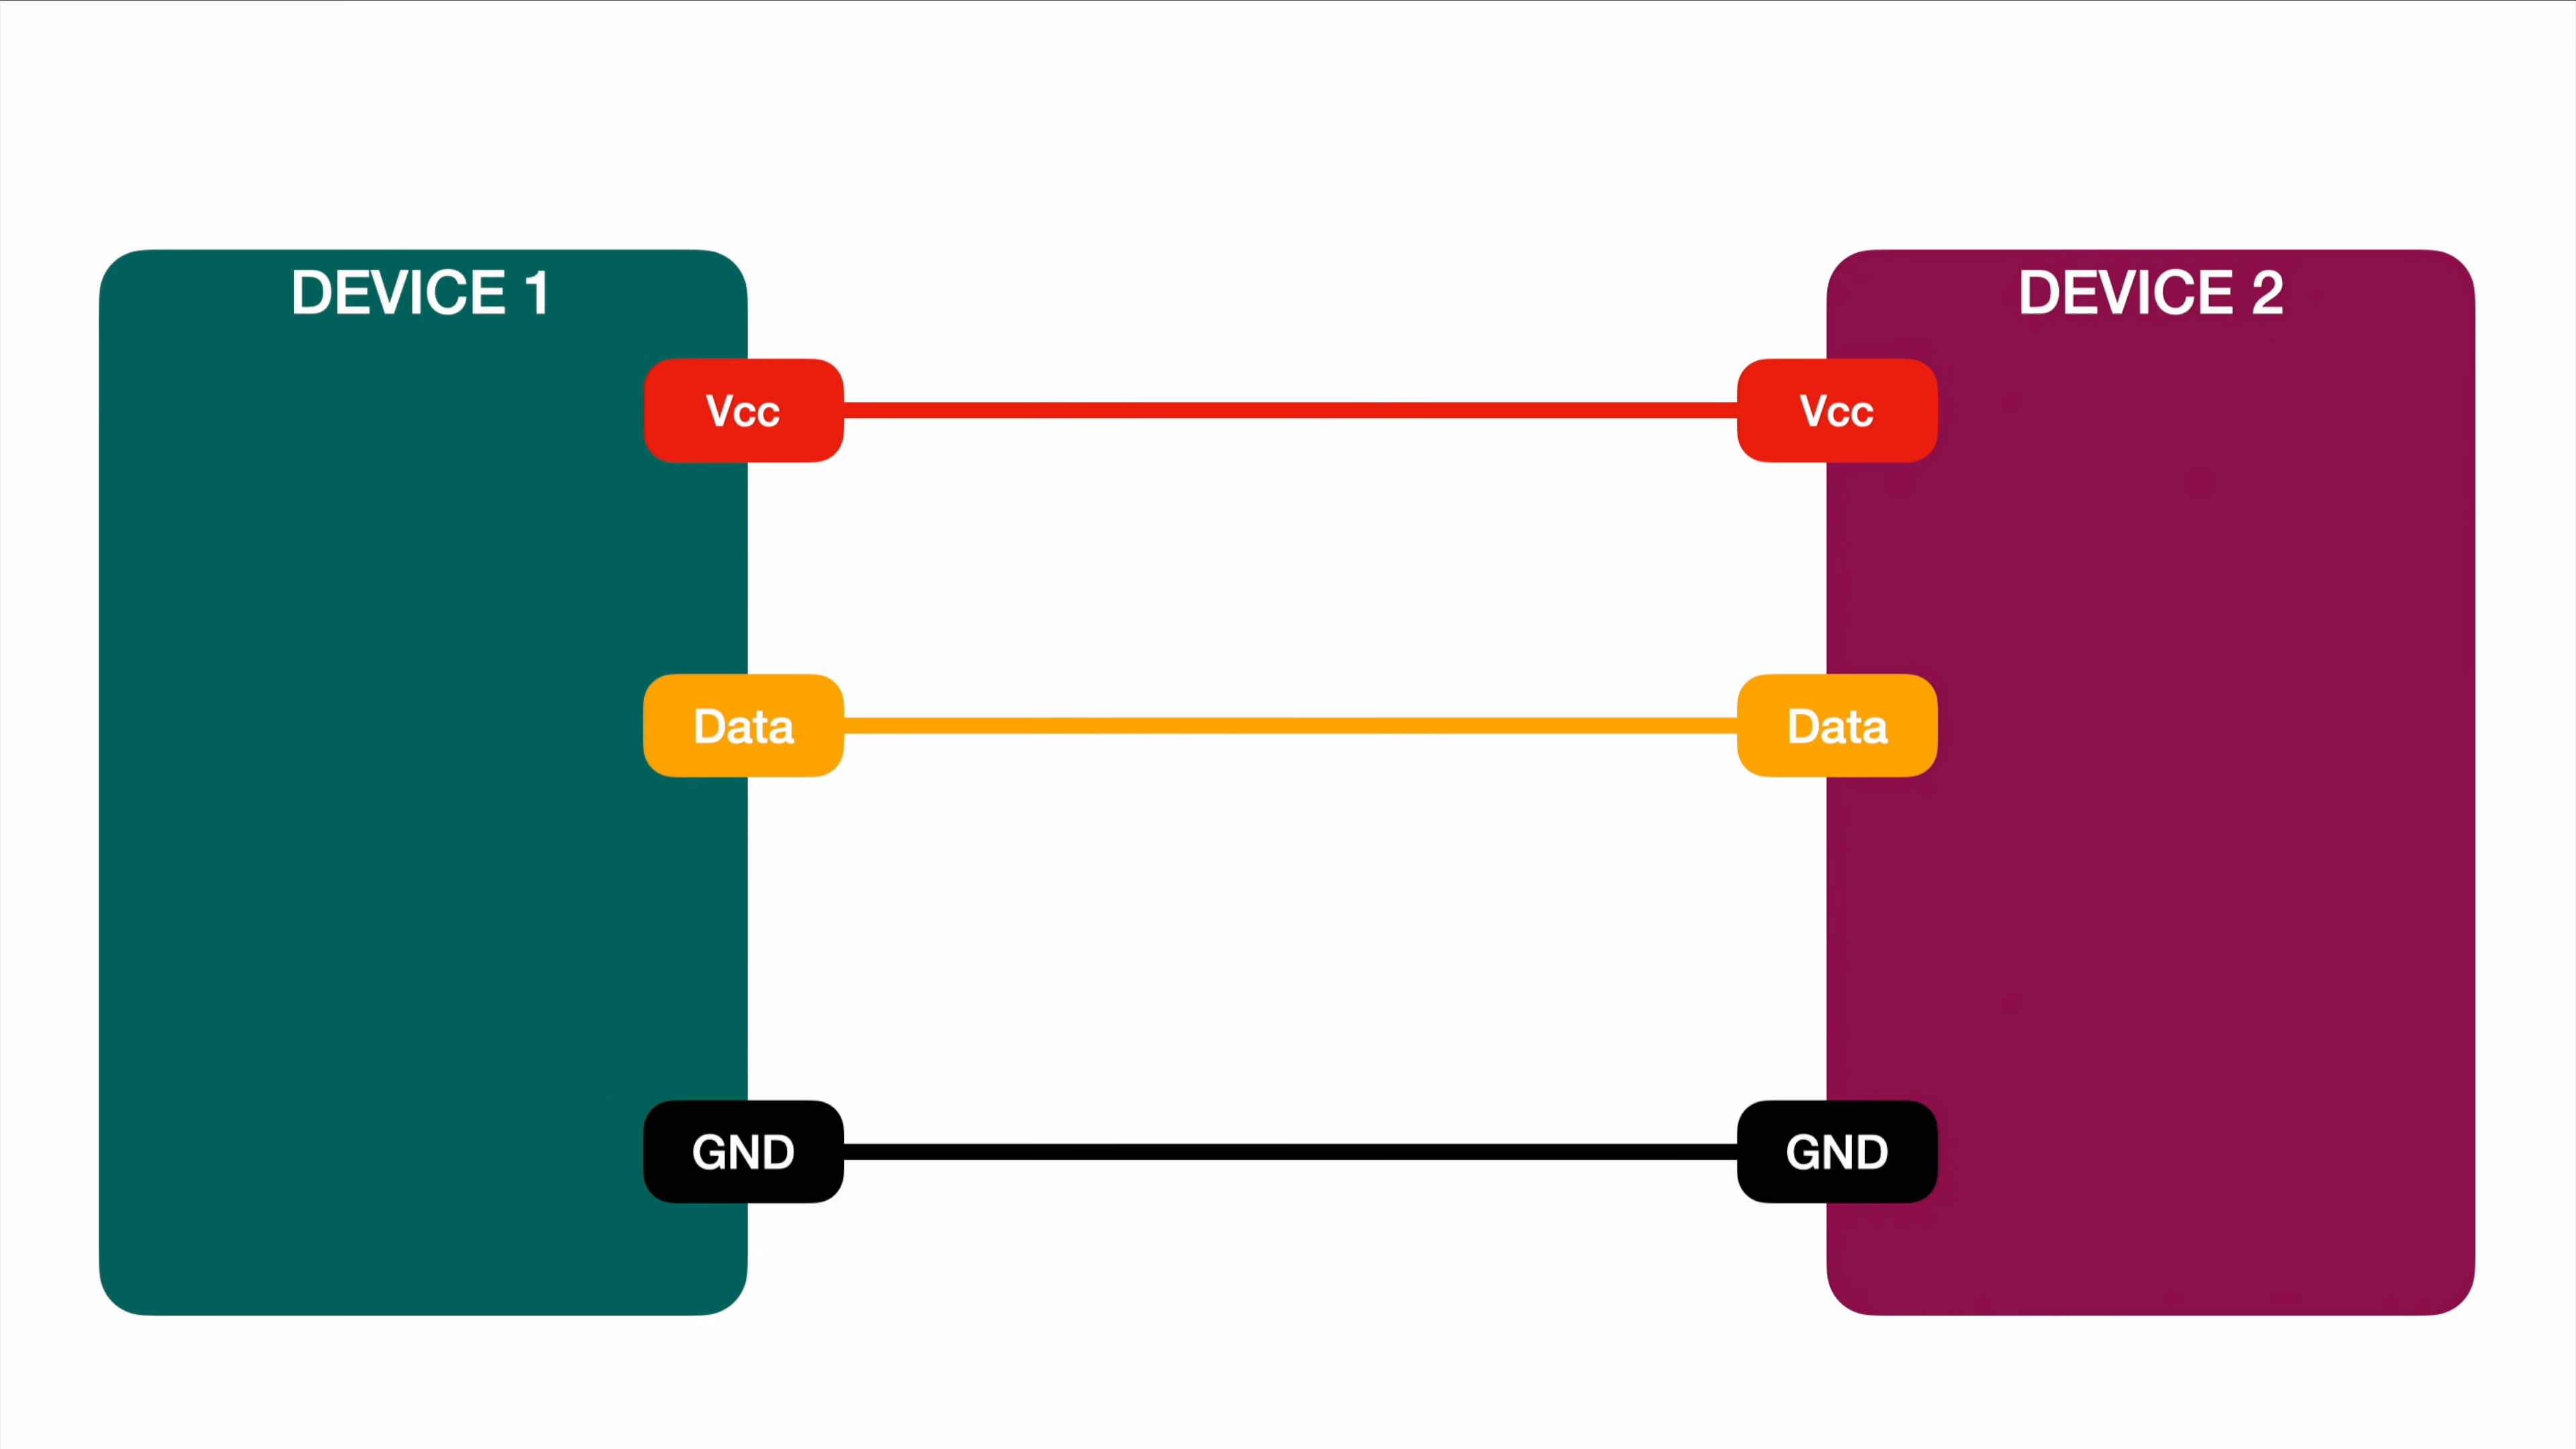 DEVICE 1
DEVICE 2
Vcc
Vcc
Data
Data
GND
GND